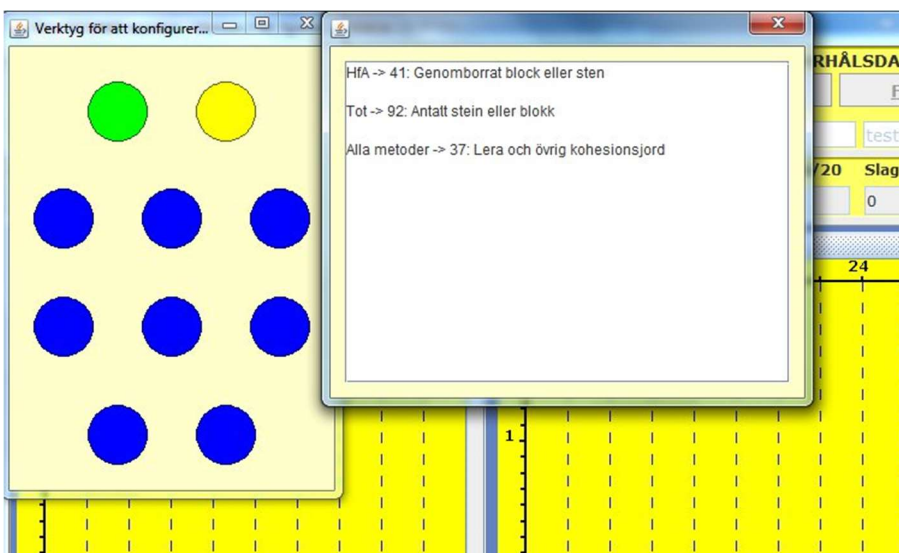 Verktyg för att konfigurer...
HfA -> 41: Genomborrat block eller sten
Tot -> 92: Antatt stein eller blokk
Alla metoder -> 37: Lera och övrig kohesionsjord
RHÅLSDA
F
test
/20 Slag
0
24
1